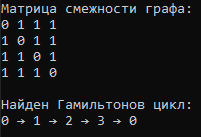 Матрица смежности графа:
0 1 1 1
1 0 1 1
1 1 0 1
1 1 1 0
Найден Гамильтонов цикл:
0 → 1 → 2 → 3 → 0